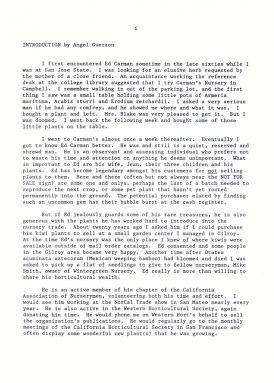 1
INTRODUCTION by Angel Guerzon
I first encountered Ed Carman sometime in the late sixties while I
was at San Jose State. I was looking for an elusive herb requested by
the mother of a close friend. An acquaintance working the reference
desk at the college library suggested that I try Carman's Nursery in
Campbell. I remember walking in out of the parking lot, and the first
thing I saw was a small table holding some little pots of Armeria
maritima, Arabis sturii and Erodium reichardii. I asked a very serious
man if he had any comfrey, and he showed me where and what it was. I
bought a plant and left. Mrs. Blake was very pleased to get it. But I
was doomed. I went back the following week and bought some of those
little plants on the table.
I went to Carman's almost once a week thereafter. Eventually I
got to know Ed Carman better. He was and still is a quiet, reserved and
shrewd man. He is an observant and assessing individual who prefers not
to waste his time and attention on anything he deems unimportant. What
is important to Ed are his wife, Jean, their three children and his
plants. Ed has become legendary amongst his customers for not selling
plants to them. Here and there (often but not always near the NOT FOR
SALE sign) are some one and onlys, perhaps the last of a batch needed to
reproduce the next crop, or some pet plant that hasn't yet rooted
permanently into the ground. The potential purchaser elated by finding
such an uncommon gem has their bubble burst at the cash register.
But if Ed jealously guards some of his rare treasures, he is also
generous with the plants he has worked hard to introduce into the
nursery trade. About twenty years ago I asked him if I could purchase
his kiwi plants to sell at a small garden center I managed in Gilroy.
At the time Ed's nursery was the only place I knew of where kiwis were
available outside of mail order catalogs. Ed consented and some people
in the Gilroy area became very happy. Another time after States
acuminata aztecorum (Mexican weeping bamboo) had bloomed and died I was
asked to pick up a flat of seedlings to give to fellow nurseryman, Mike
Smith, owner of Wintergreen Nursery. Ed really is more than willing to
share his horticultural wealth.
He is an active member of his chapter of the California
Association of Nurserymen, volunteering both his time and effort. I
would see him working at the NorCal Trade show in San Mateo nearly every
year. He is also active in the Western Horticultural Society, again
donating his time. He would phone me on Western Hort's behalf to sell
the organization's publications. He would regularly go to the monthly
meetings of the California Horticultural Society in San Francisco and
often display some wonderful new plant(s) that he was growing.